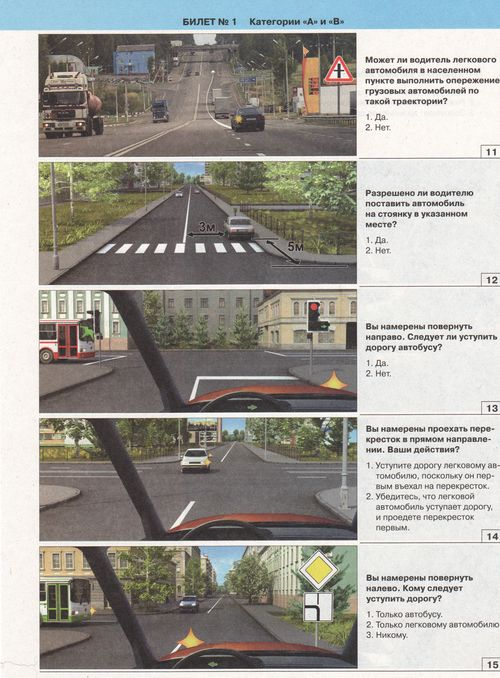 БИЛЕТ № 1 Категории «А» и «В»
Может ли водитель легкового
автомобиля в населенном
пункте выполнить опережение
грузовых автомобилей по
такой траектории?
1. Да.
2. Нет.
11
3м
5м
Разрешено ли водителю
поставить автомобиль
на стоянку в указанном
месте?
1. Да.
2. Нет.
12
Вы намерены повернуть
направо. Следует ли уступить
дорогу автобусу?
1. Да.
2. Нет.
13
Вы намерены проехать пере-
кресток в прямом направле-
нии. Ваши действия?
1. Уступите дорогу легковому ав-
томобилю, поскольку он пер-
вым въехал на перекресток.
2. Убедитесь, что легковой
автомобиль уступает дорогу,
и проедете перекресток
первым.
14
Вы намерены повернуть
налево. Кому следует
уступить дорогу?
1. Только автобусу.
2. Только легковому автомобилю
3. Никому.
15